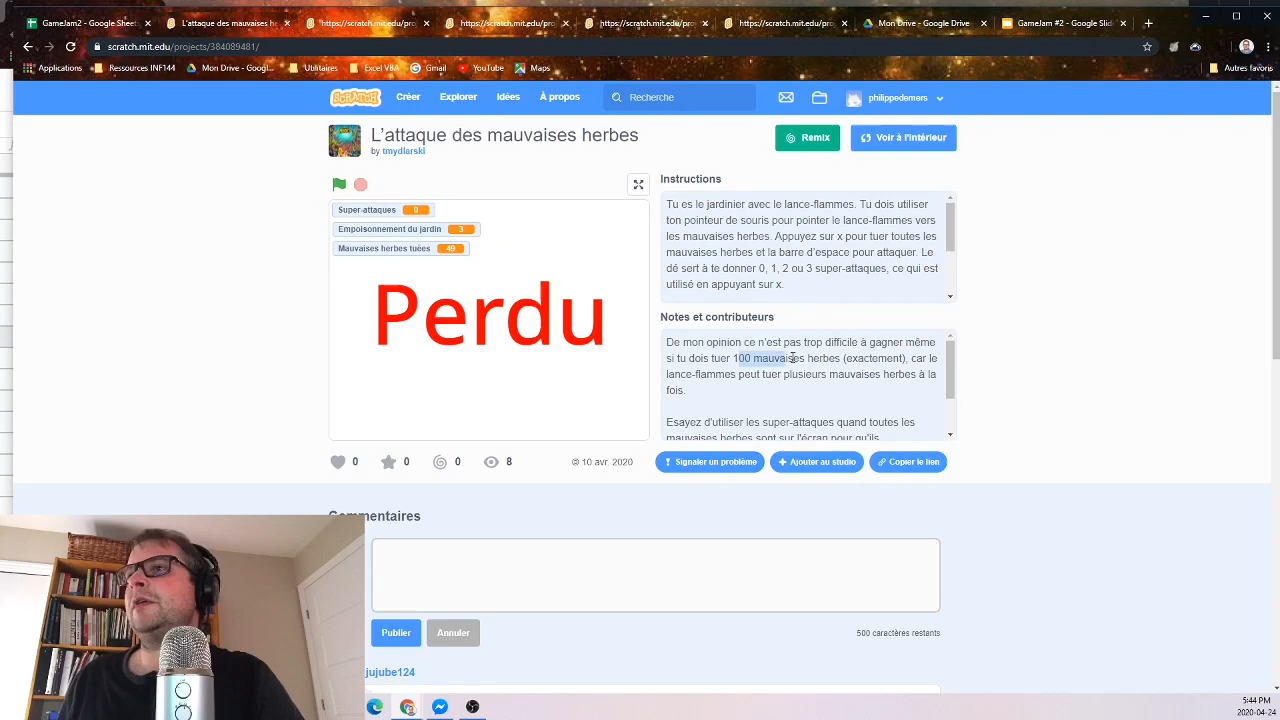 GameJam2 - G
L'attaque des mauvaises he
"https://scratch.mit.edu/pro
"https://scratch.mit.edu/pro
https://scratch.mit.edu/pro
https://scratch.mit.edu/pro
Mon Drive - Google Drive
GameJam #2 - Google Slid
scratch.mit.edu/projects/384089481/
Applications
Ressources INF144
Mon Drive - Googl...
Utilitaires
Excel VBA
Gmail
YouTube
Maps
Autres favoris
SCRATCH
Créer
Explorer
Idées
À propos
Recherche
philippedemers
L'attaque des mauvaises herbes
by tmydlarski
Remix
Voir à l'intérieur
Super-attaques 0
Empoisonnement du jardin 3
Mauvaises herbes tuées 49
Perdu
Instructions
Tu es le jardinier avec le lance-flammes. Tu dois utiliser
ton pointeur de souris pour pointer le lance-flammes vers
les mauvaises herbes. Appuyez sur x pour tuer toutes les
mauvaises herbes et la barre d'espace pour attaquer. Le
dé sert à te donner 0, 1, 2 ou 3 super-attaques, ce qui est
utilisé en appuyant sur x.
Notes et contributeurs
De mon opinion ce n'est pas trop difficile à gagner même
si tu dois tuer 100 mauvaises herbes (exactement), car le
lance-flammes peut tuer plusieurs mauvaises herbes à la
fois.
Esayez d'utiliser les super-attaques quand toutes les
mauvaises herbes sont sur l'écran pour qu'ils
0
0
0
8
© 10 avr. 2020
Signaler un problème
Ajouter au studio
Copier le lien
Commentaires
Publier
Annuler
500 caractères restants
jujube124
5:44 PM
2020-04-24